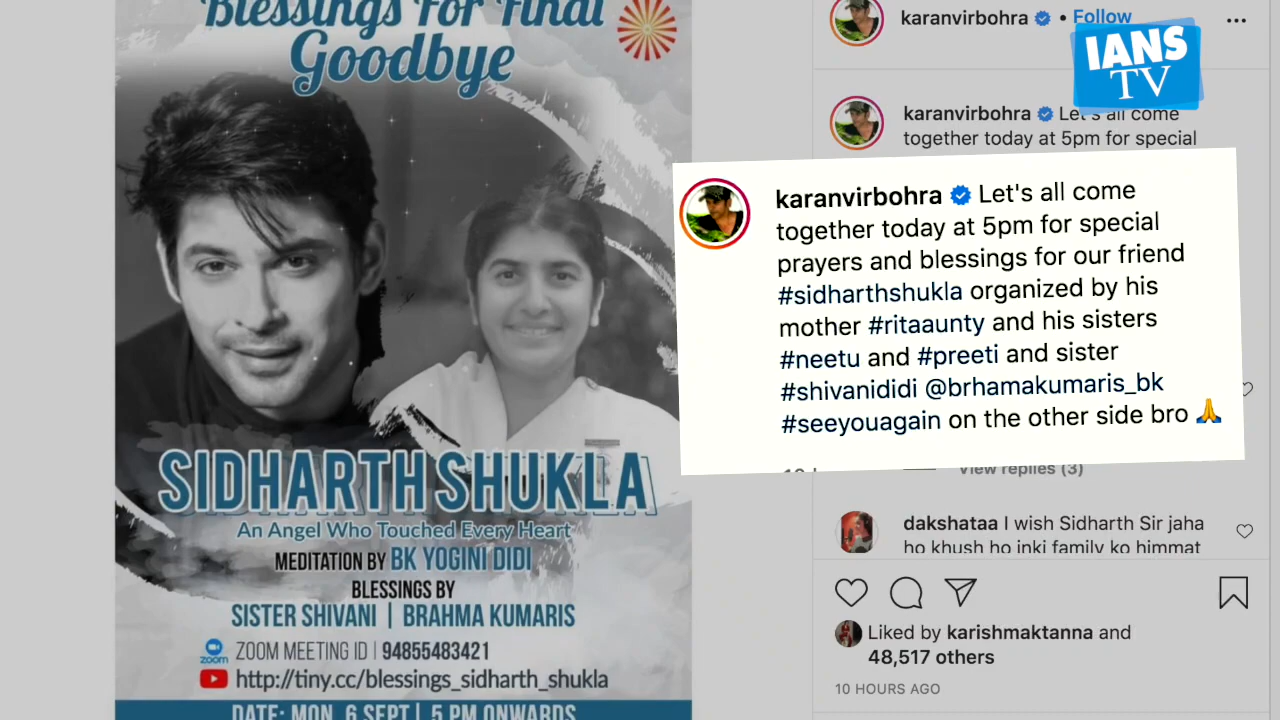 Blessings For Final
Goodbye
SIDHARTH SHUKLA
An Angel Who Touched Every Heart
MEDITATION BY BK YOGINI DIDI
BLESSINGS BY
SISTER SHIVANI | BRAHMA KUMARIS
zoom ZOOM MEETING ID | 94855483421
http://tiny.cc/blessings_sidharth_shukla
DATE: MON, 6 SEPT | 5 PM ONWARDS
karanvirbohra • Follow
IANS
TV
karanvirbohra Let's all come
together today at 5pm for special
karanvirbohra Let's all come
together today at 5pm for special
prayers and blessings for our friend
#sidharthshukla organized by his
mother #ritaaunty and his sisters
#neetu and #preeti and sister
#shivanididi @brhamakumaris_bk
#seeyouagain on the other side bro 🙏
View replies (3)
dakshataa I wish Sidharth Sir jaha
ho khush ho inki family ko himmat
Liked by karishmaktanna and
48,517 others
10 HOURS AGO